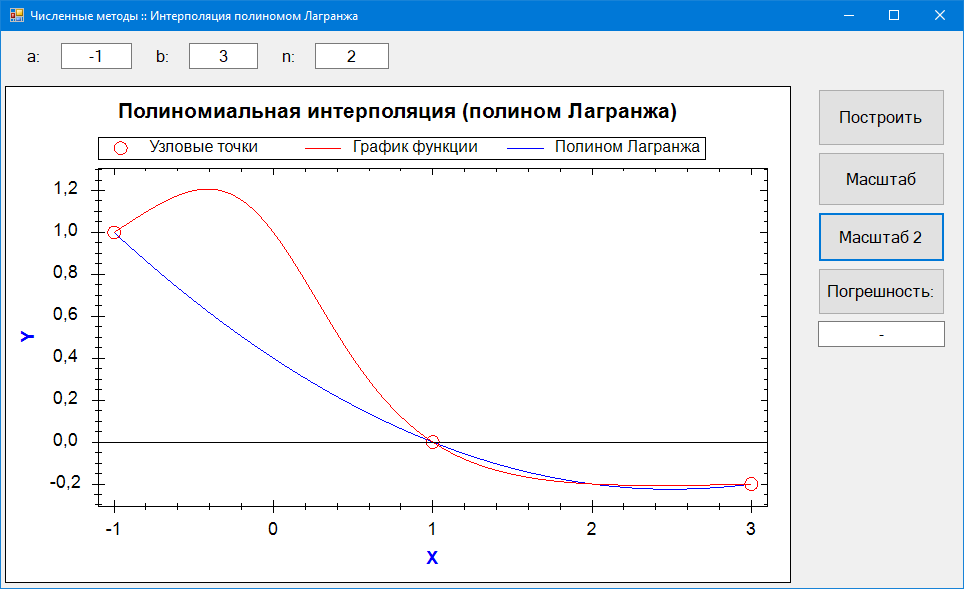 Численные методы :: Интерполяция полиномом Лагранжа
a: -1 b: 3 n: 2
Полиномиальная интерполяция (полином Лагранжа)
Узловые точки График функции Полином Лагранжа
1,2
1,0
0,8
0,6
0,4
0,2
0,0
-0,2
Y
-1 0 1 2 3
X
Построить
Масштаб
Масштаб 2
Погрешность:
-